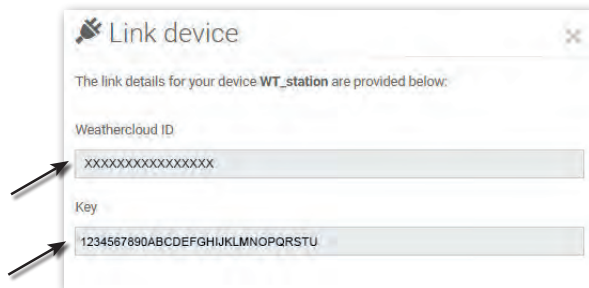 Link device
The link details for your device WT_station are provided below:
Weathercloud ID
XXXXXXXXXXXXXXXX
Key
1234567890ABCDEFGHIJKLMNOPQRSTU